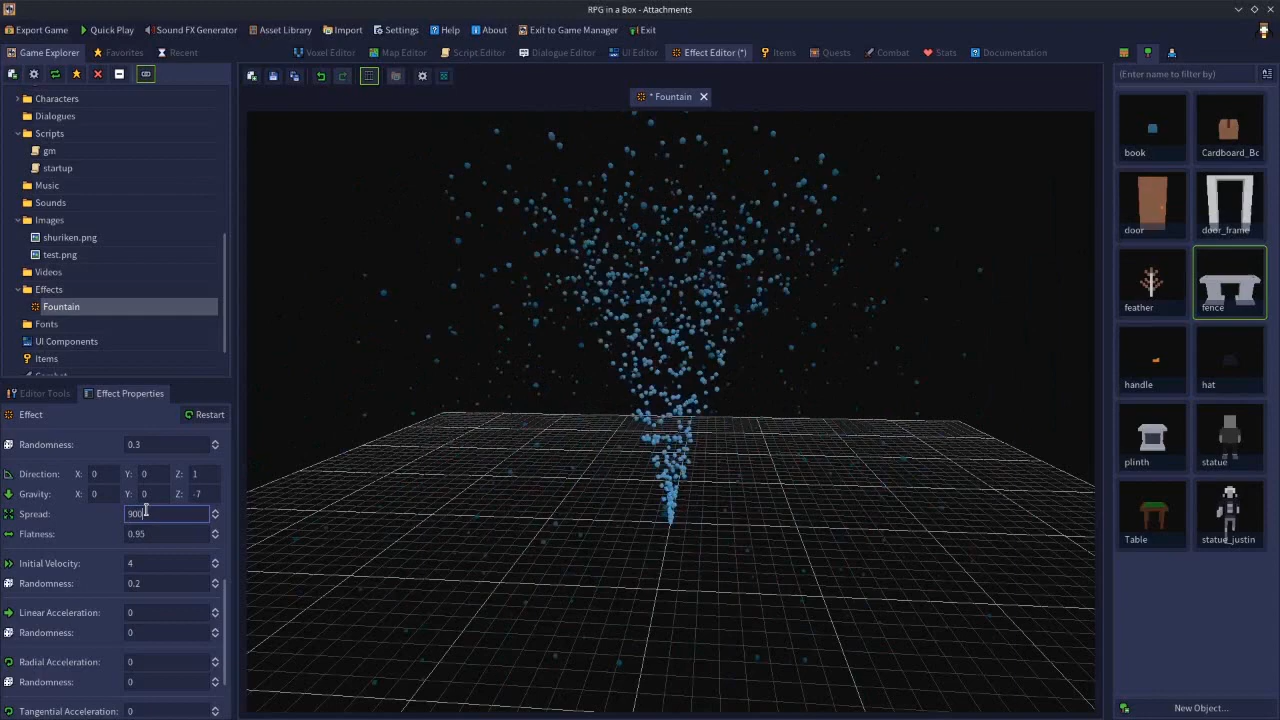 RPG in a Box - Attachments
Export Game Quick Play Sound FX Generator Asset Library Import Settings Help About Exit to Game Manager Exit
Game Explorer Favorites Recent
Voxel Editor Map Editor Script Editor Dialogue Editor UI Editor Effect Editor (*) Items Quests Combat Stats Documentation
(Enter name to filter by)
* Fountain
Characters
Dialogues
Scripts
gm
startup
Music
Sounds
Images
shuriken.png
test.png
Videos
Effects
Fountain
Fonts
UI Components
Items
Editor Tools Effect Properties
Effect Restart
Randomness: 0.3
Direction: X: 0 Y: 0 Z: 1
Gravity: X: 0 Y: 0 Z: -7
Spread: 900
Flatness: 0.95
Initial Velocity: 4
Randomness: 0.2
Linear Acceleration: 0
Randomness: 0
Radial Acceleration: 0
Randomness: 0
Tangential Acceleration: 0
book Cardboard_Bc
door door_frame
feather fence
handle hat
plinth statue
Table statue_justin
New Object...